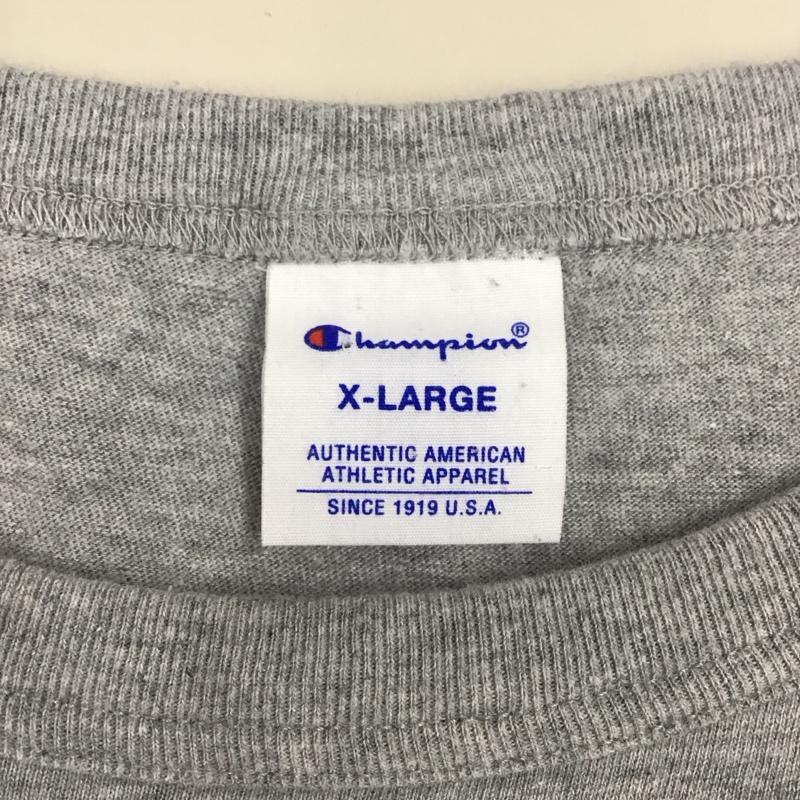 Champion®
X-LARGE
AUTHENTIC AMERICAN
ATHLETIC APPAREL
SINCE 1919 U.S.A.